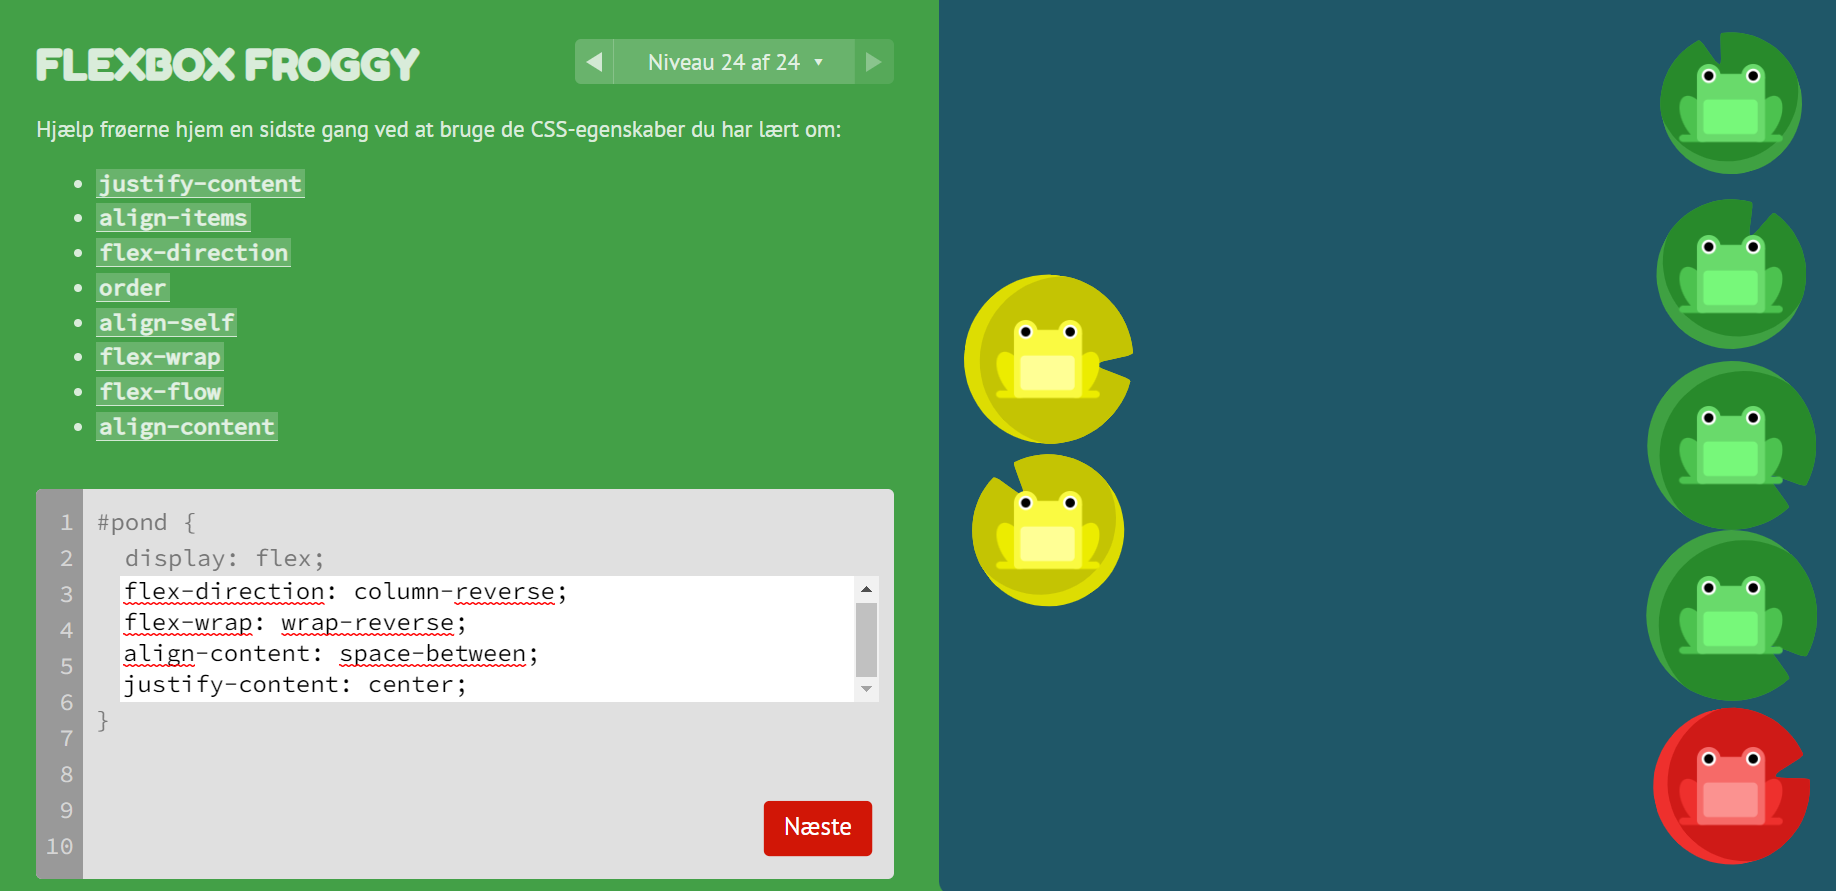 FLEXBOX FROGGY
Niveau 24 af 24
Hjælp frøerne hjem en sidste gang ved at bruge de CSS-egenskaber du har lært om:
justify-content
align-items
flex-direction
order
align-self
flex-wrap
flex-flow
align-content
1 #pond {
2 display: flex;
3 flex-direction: column-reverse;
4 flex-wrap: wrap-reverse;
5 align-content: space-between;
6 justify-content: center;
7 }
8
9
10
Næste